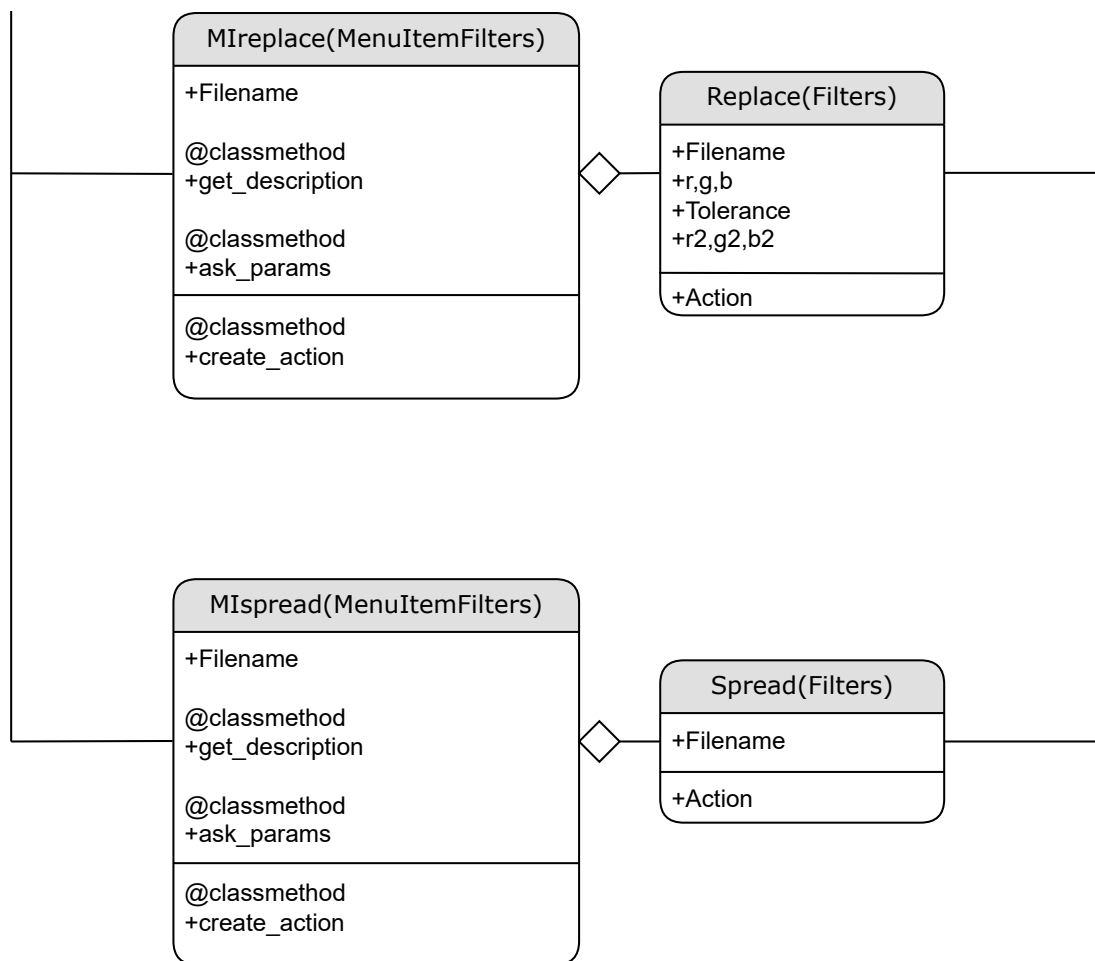 MIreplace(MenuItemFilters)
+Filename
@classmethod
+get_description
@classmethod
+ask_params
@classmethod
+create_action
Replace(Filters)
+Filename
+r,g,b
+Tolerance
+r2,g2,b2
+Action
MIspread(MenuItemFilters)
+Filename
@classmethod
+get_description
@classmethod
+ask_params
@classmethod
+create_action
Spread(Filters)
+Filename
+Action